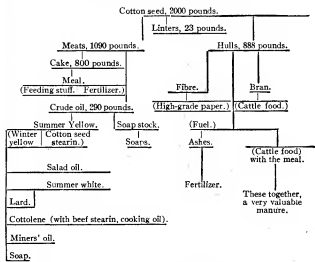 Cotton seed, 2000 pounds.
Linters, 23 pounds.
Meats, 1090 pounds.
Hulls, 888 pounds.
Cake, 800 pounds.
Meal.
(Feeding stuff. Fertilizer.)
Fibre.
Bran.
(High-grade paper.)
(Cattle food.)
Crude oil, 290 pounds.
Summer Yellow.
Soap stock.
(Fuel.)
(Winter yellow
Cotton seed stearin.)
Soars.
Ashes.
(Cattle food)
with the meal.
Salad oil.
Summer white.
Fertilizer.
Lard.
These together,
a very valuable
manure.
Cottolene (with beef stearin, cooking oil).
Miners' oil.
Soap.